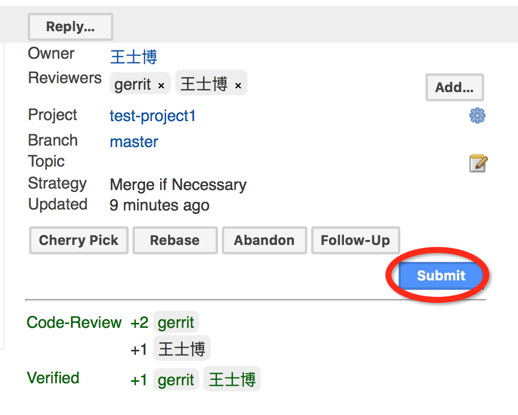 Reply...
Owner 王士博
Reviewers gerrit × 王士博 ×
Add...
Project test-project1
Branch master
Topic
Strategy Merge if Necessary
Updated 9 minutes ago
Cherry Pick Rebase Abandon Follow-Up
Submit
Code-Review +2 gerrit
+1 王士博
Verified +1 gerrit 王士博